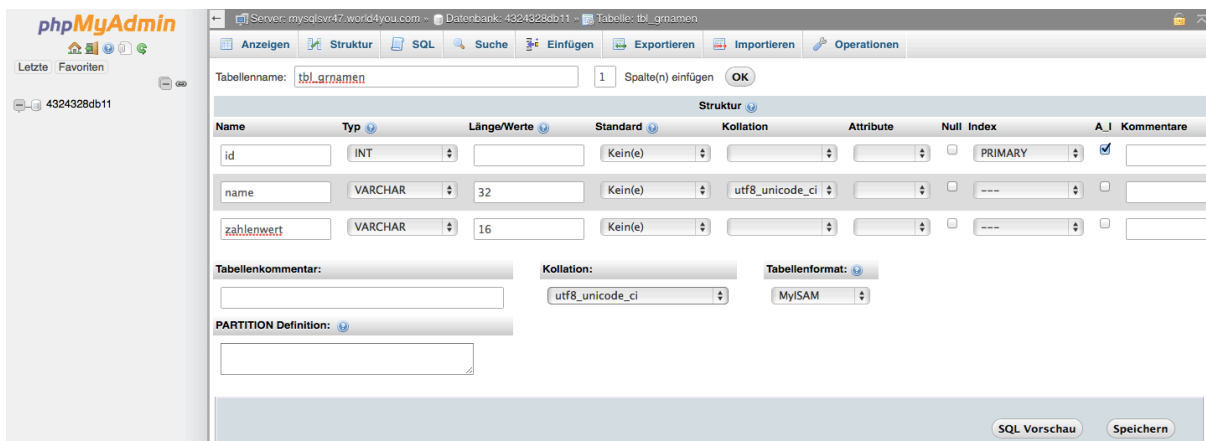 phpMyAdmin
Letzte Favoriten
4324328db11
Server: mysqlsvr47.world4you.com » Datenbank: 4324328db11 » Tabelle: tbl_grnamen
Anzeigen Struktur SQL Suche Einfügen Exportieren Importieren Operationen
Tabellenname: tbl_grnamen 1 Spalte(n) einfügen OK
Struktur
Name Typ Länge/Werte Standard Kollation Attribute Null Index A_I Kommentare
id INT Kein(e) PRIMARY
name VARCHAR 32 Kein(e) utf8_unicode_ci ---
zahlenwert VARCHAR 16 Kein(e) ---
Tabellenkommentar: Kollation: Tabellenformat:
utf8_unicode_ci MyISAM
PARTITION Definition:
SQL Vorschau Speichern